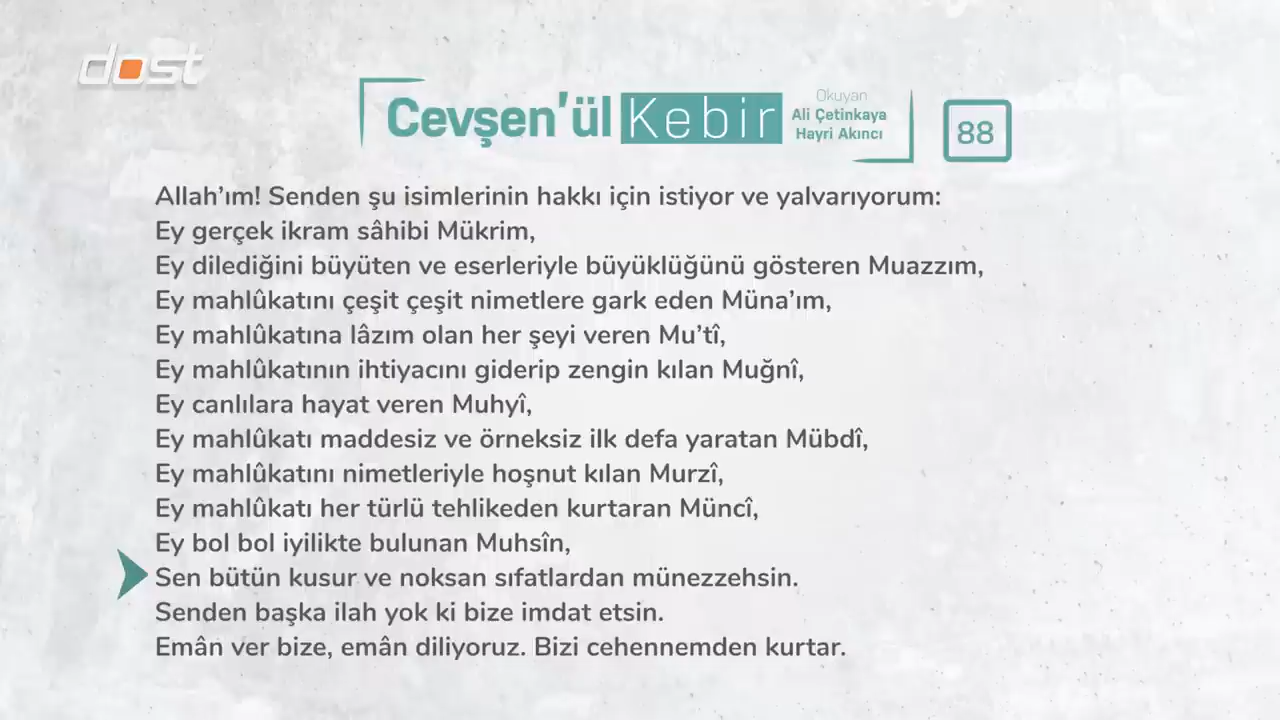 dost
Cevşen'ül Kebir
Okuyan
Ali Çetinkaya
Hayri Akıncı
88
Allah'ım! Senden şu isimlerinin hakkı için istiyor ve yalvarıyorum:
Ey gerçek ikram sâhibi Mükrim,
Ey dilediğini büyüten ve eserleriyle büyüklüğünü gösteren Muazzım,
Ey mahlûkatını çeşit çeşit nimetlere gark eden Müna'ım,
Ey mahlûkatına lâzım olan her şeyi veren Mu'tî,
Ey mahlûkatının ihtiyacını giderip zengin kılan Muğnî,
Ey canlılara hayat veren Muhyî,
Ey mahlûkatı maddesiz ve örneksiz ilk defa yaratan Mübdî,
Ey mahlûkatını nimetleriyle hoşnut kılan Murzî,
Ey mahlûkatı her türlü tehlikeden kurtaran Müncî,
Ey bol bol iyilikte bulunan Muhsîn,
Sen bütün kusur ve noksan sıfatlardan münezzehsin.
Senden başka ilah yok ki bize imdat etsin.
Emân ver bize, emân diliyoruz. Bizi cehennemden kurtar.